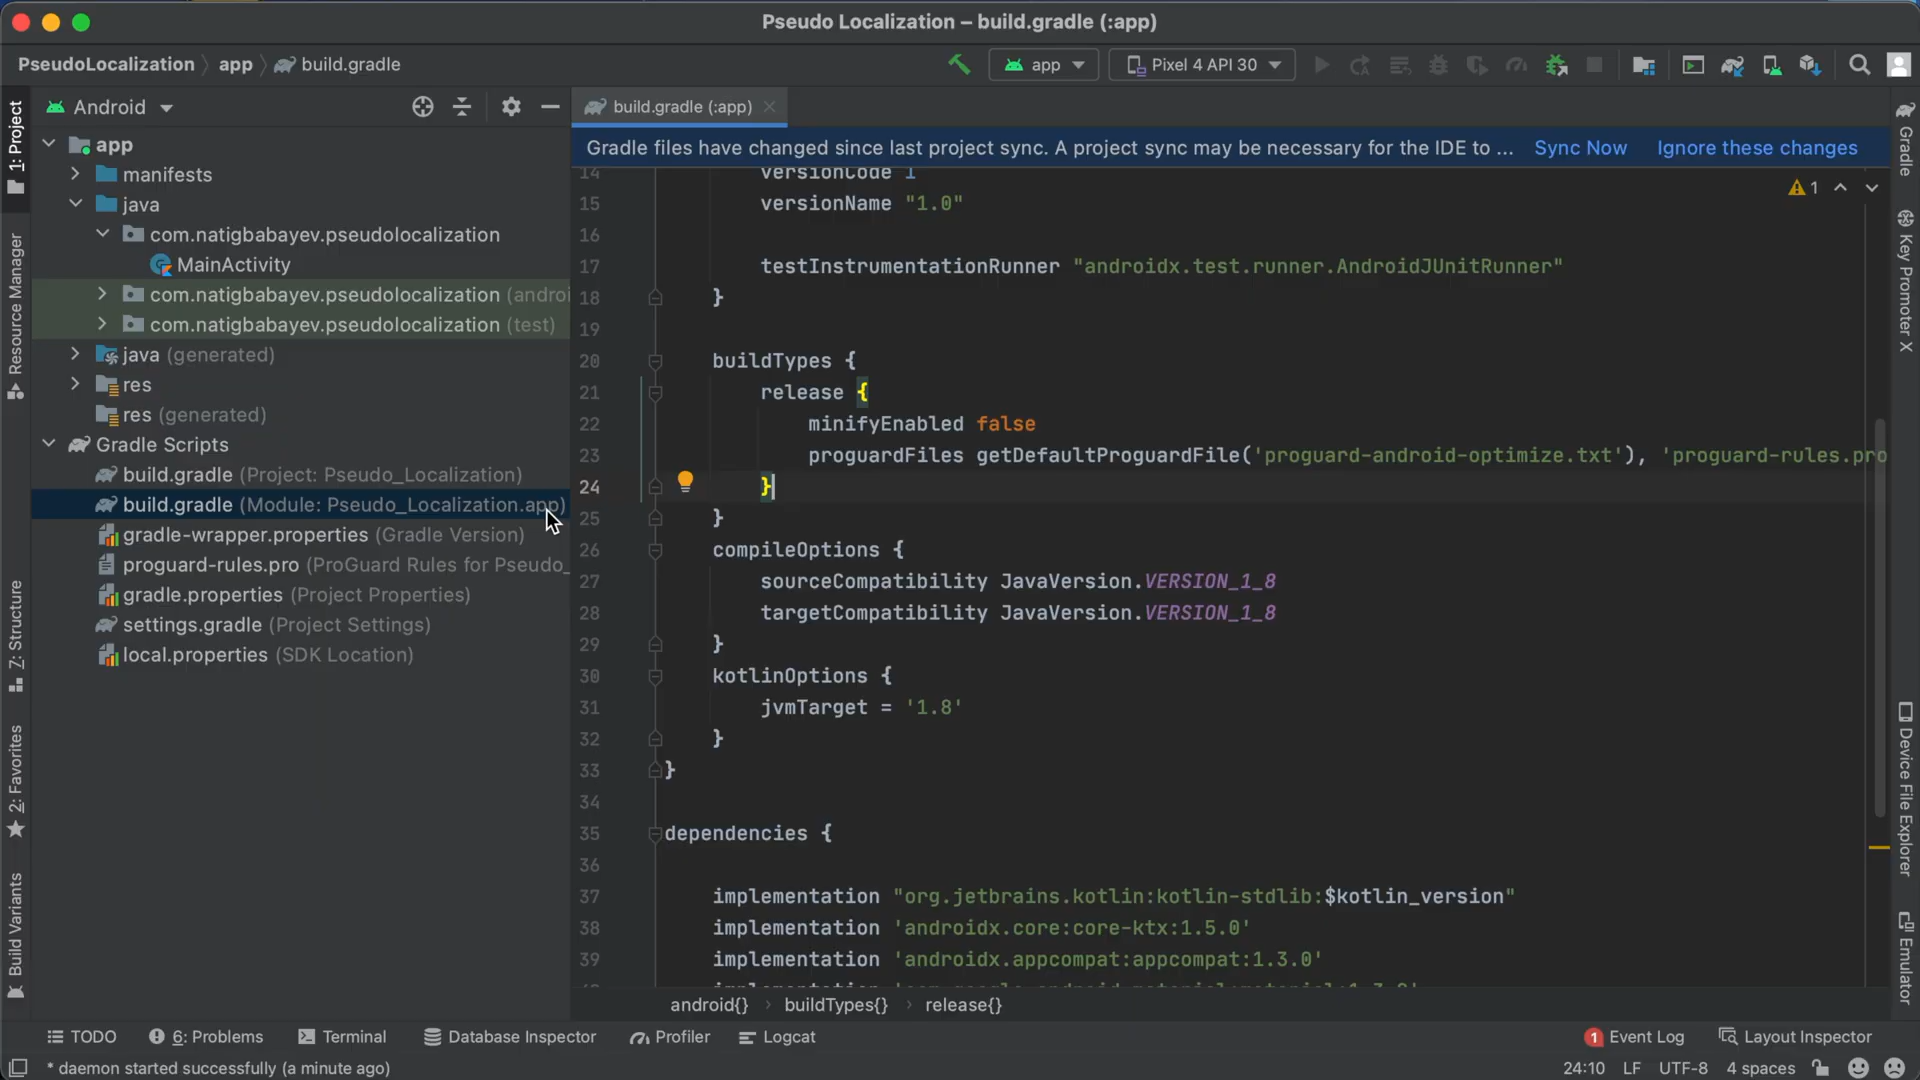 Pseudo Localization – build.gradle (:app)
PseudoLocalization
app
build.gradle
app
Pixel 4 API 30
1: Project
Resource Manager
7: Structure
2: Favorites
Build Variants
Android
app
manifests
java
com.natigbabayev.pseudolocalization
MainActivity
com.natigbabayev.pseudolocalization (androi
com.natigbabayev.pseudolocalization (test)
java (generated)
res
res (generated)
Gradle Scripts
build.gradle (Project: Pseudo_Localization)
build.gradle (Module: Pseudo_Localization.app)
gradle-wrapper.properties (Gradle Version)
proguard-rules.pro (ProGuard Rules for Pseudo_
gradle.properties (Project Properties)
settings.gradle (Project Settings)
local.properties (SDK Location)
build.gradle (:app)
Gradle files have changed since last project sync. A project sync may be necessary for the IDE to ... Sync Now Ignore these changes
1
14 versionCode 1
15 versionName "1.0"
16
17 testInstrumentationRunner "androidx.test.runner.AndroidJUnitRunner"
18 }
19
20 buildTypes {
21 release {
22 minifyEnabled false
23 proguardFiles getDefaultProguardFile('proguard-android-optimize.txt'), 'proguard-rules.pro
24 }
25 }
26 compileOptions {
27 sourceCompatibility JavaVersion.VERSION_1_8
28 targetCompatibility JavaVersion.VERSION_1_8
29 }
30 kotlinOptions {
31 jvmTarget = '1.8'
32 }
33 }
34
35 dependencies {
36
37 implementation "org.jetbrains.kotlin:kotlin-stdlib:$kotlin_version"
38 implementation 'androidx.core:core-ktx:1.5.0'
39 implementation 'androidx.appcompat:appcompat:1.3.0'
android{}
buildTypes{}
release{}
Gradle
Key Promoter X
Device File Explorer
Emulator
TODO
6: Problems
Terminal
Database Inspector
Profiler
Logcat
1 Event Log
Layout Inspector
* daemon started successfully (a minute ago)
24:10 LF UTF-8 4 spaces